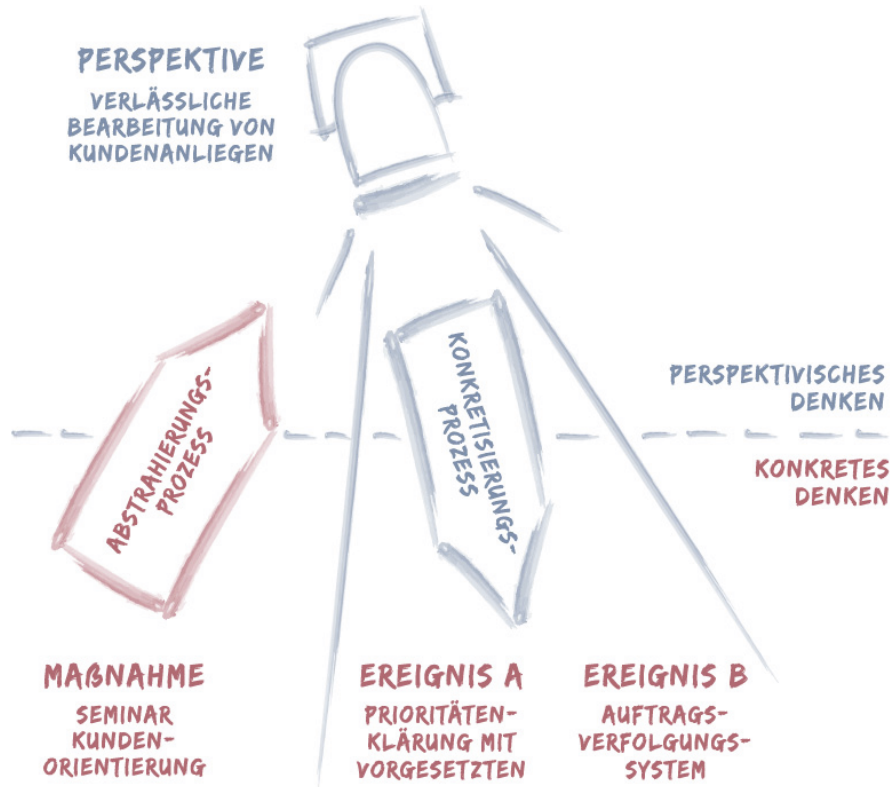 PERSPEKTIVE
VERLÄSSLICHE
BEARBEITUNG VON
KUNDENANLIEGEN
ABSTRAHIERUNGS-
PROZESS
KONKRETISIERUNGS-
PROZESS
PERSPEKTIVISCHES
DENKEN
KONKRETES
DENKEN
MAẞNAHME
SEMINAR
KUNDEN-
ORIENTIERUNG
EREIGNIS A
PRIORITÄTEN-
KLÄRUNG MIT
VORGESETZTEN
EREIGNIS B
AUFTRAGS-
VERFOLGUNGS-
SYSTEM